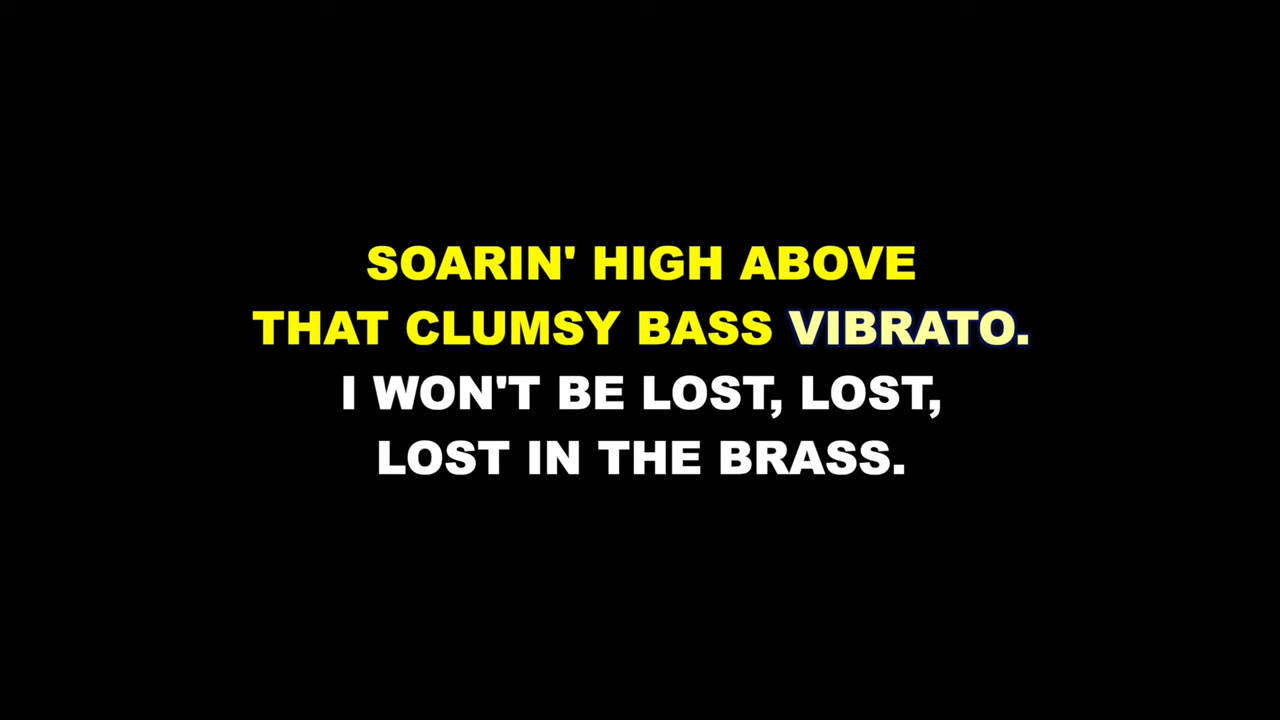 SOARIN' HIGH ABOVE
THAT CLUMSY BASS VIBRATO.
I WON'T BE LOST, LOST,
LOST IN THE BRASS.